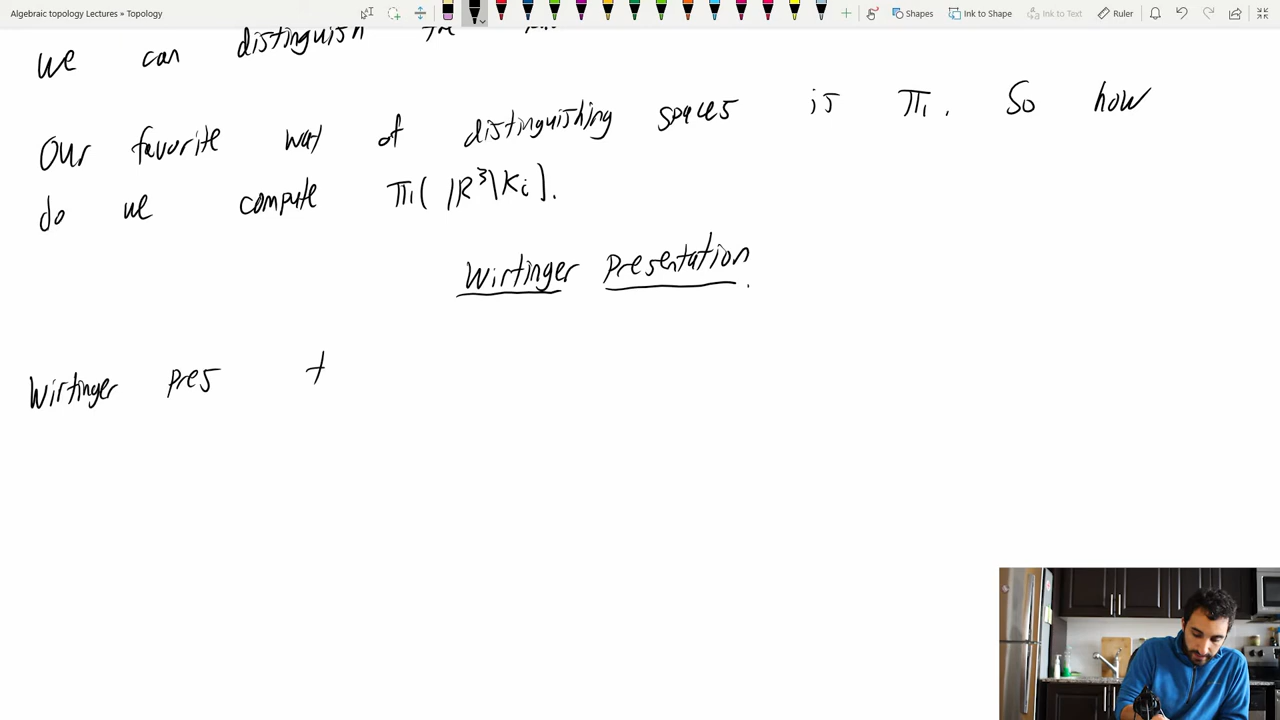 Algebraic topology Lectures » Topology
Shapes
Ink to Shape
Ink to Text
Ruler
we can distinguish the
Our favorite way of distinguishing spaces is π₁. So how
do we compute π₁( ℝ³\Kᵢ).
Wirtinger Presentation.
Wirtinger Pres t